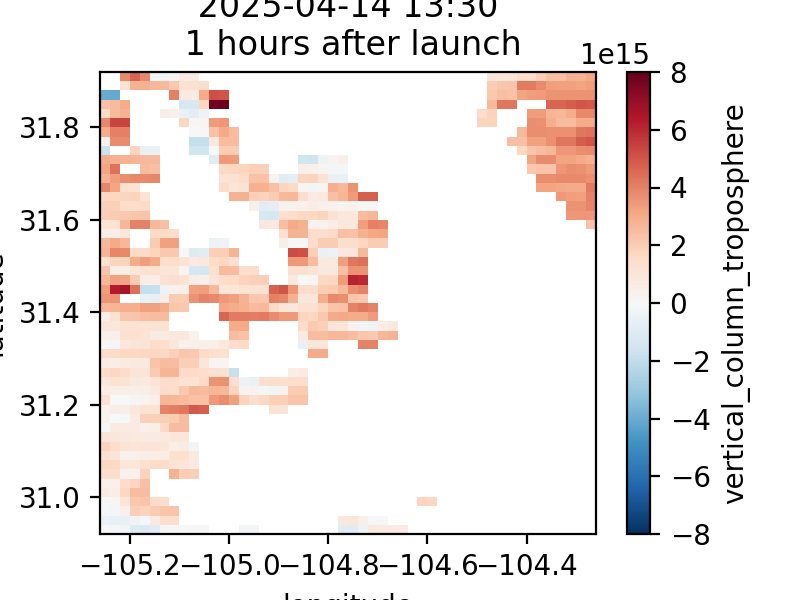 2025-04-14 13:30
1 hours after launch
1e15
31.8
31.6
31.4
31.2
31.0
−105.2 −105.0 −104.8 −104.6 −104.4
longitude
latitude
8
6
4
2
0
−2
−4
−6
−8
vertical_column_troposphere